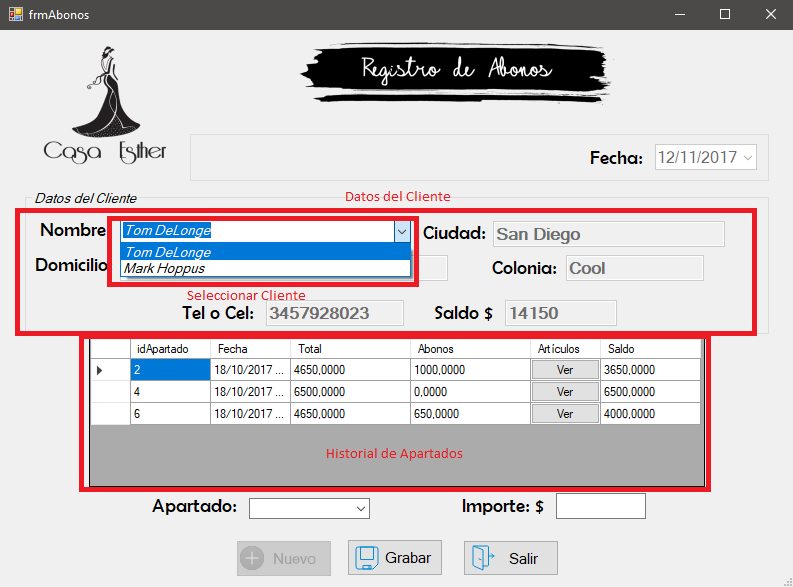 frmAbonos
Registro de Abonos
Casa Esther
Fecha: 12/11/2017
Datos del Cliente
Datos del Cliente
Nombre Tom DeLonge Ciudad: San Diego
Tom DeLonge
Mark Hoppus
Domicilio Colonia: Cool
Seleccionar Cliente
Tel o Cel: 3457928023 Saldo $ 14150
idApartado Fecha Total Abonos Artículos Saldo
2 18/10/2017 ... 4650,0000 1000,0000 Ver 3650,0000
4 18/10/2017 ... 6500,0000 0,0000 Ver 6500,0000
6 18/10/2017 ... 4650,0000 650,0000 Ver 4000,0000
Historial de Apartados
Apartado: Importe: $
Nuevo Grabar Salir